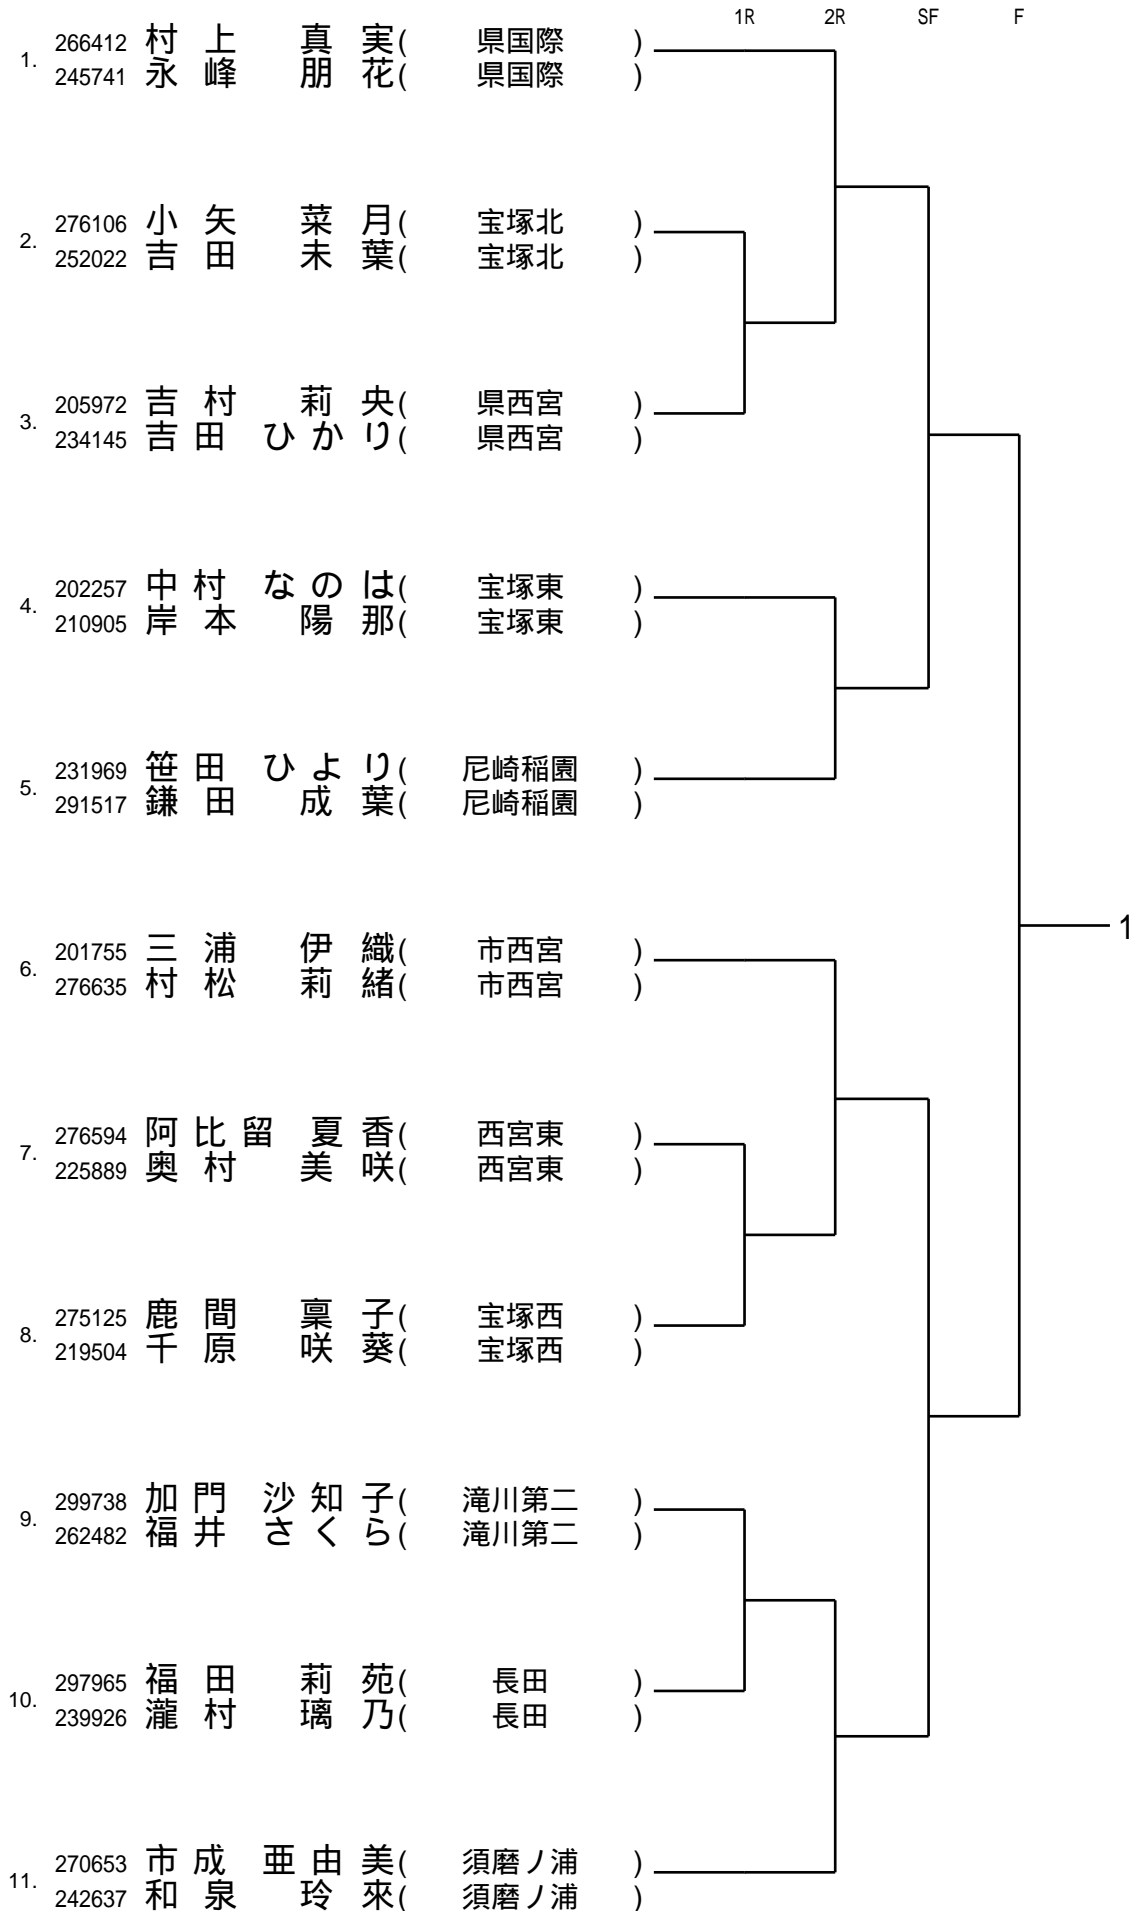 1R 2R SF F
1. 266412 村上 真実( 県国際 )
245741 永峰 朋花( 県国際 )
2. 276106 小矢 菜月( 宝塚北 )
252022 吉田 未葉( 宝塚北 )
3. 205972 吉村 莉央( 県西宮 )
234145 吉田 ひかり( 県西宮 )
4. 202257 中村 なのは( 宝塚東 )
210905 岸本 陽那( 宝塚東 )
5. 231969 笹田 ひより( 尼崎稲園 )
291517 鎌田 成葉( 尼崎稲園 )
1
6. 201755 三浦 伊織( 市西宮 )
276635 村松 莉緒( 市西宮 )
7. 276594 阿比留 夏香( 西宮東 )
225889 奥村 美咲( 西宮東 )
8. 275125 鹿間 稟子( 宝塚西 )
219504 千原 咲葵( 宝塚西 )
9. 299738 加門 沙知子( 滝川第二 )
262482 福井 さくら( 滝川第二 )
10. 297965 福田 莉苑( 長田 )
239926 瀧村 璃乃( 長田 )
11. 270653 市成 亜由美( 須磨ノ浦 )
242637 和泉 玲來( 須磨ノ浦 )